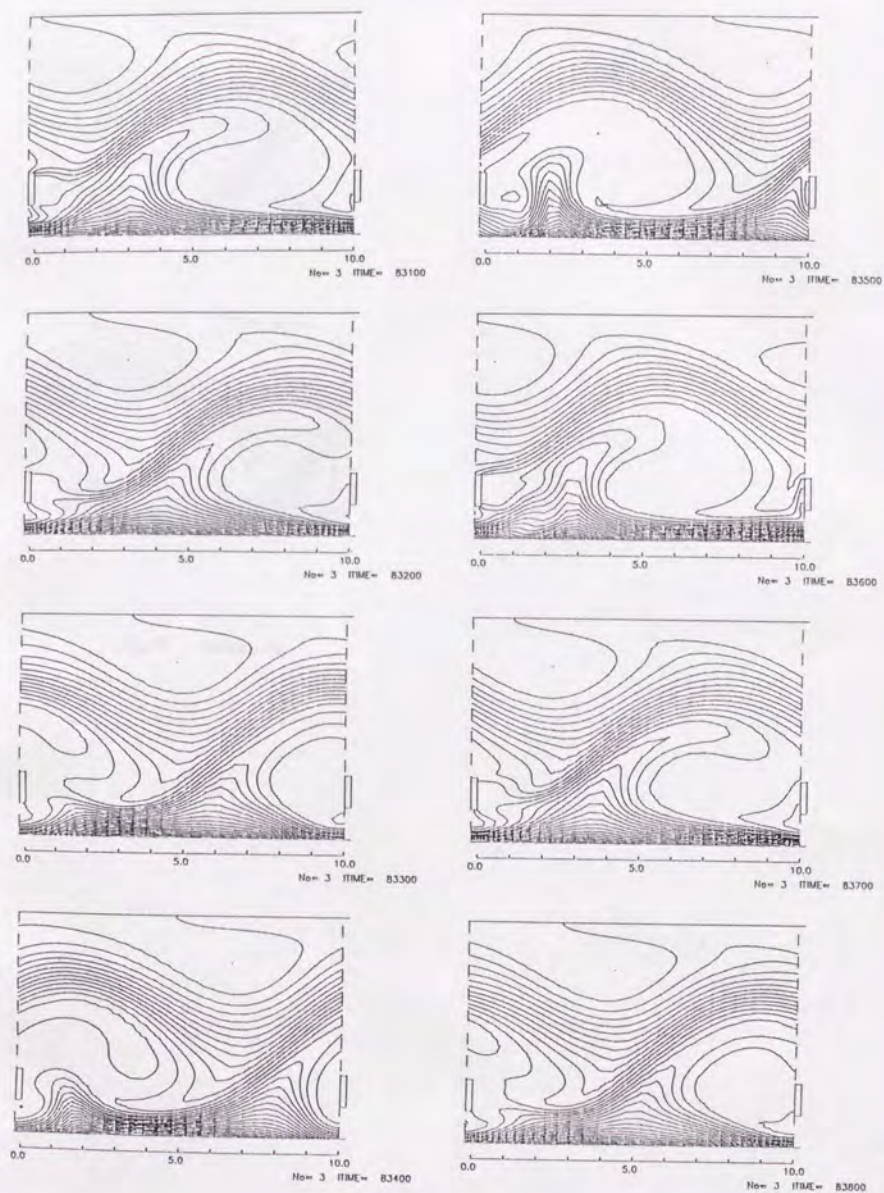 0.0 5.0 10.0
No= 3 ITIME= 83100
0.0 5.0 10.0
No= 3 ITIME= 83200
0.0 5.0 10.0
No= 3 ITIME= 83300
0.0 5.0 10.0
No= 3 ITIME= 83400
0.0 5.0 10.0
No= 3 ITIME= 83500
0.0 5.0 10.0
No= 3 ITIME= 83600
0.0 5.0 10.0
No= 3 ITIME= 83700
0.0 5.0 10.0
No= 3 ITIME= 83800